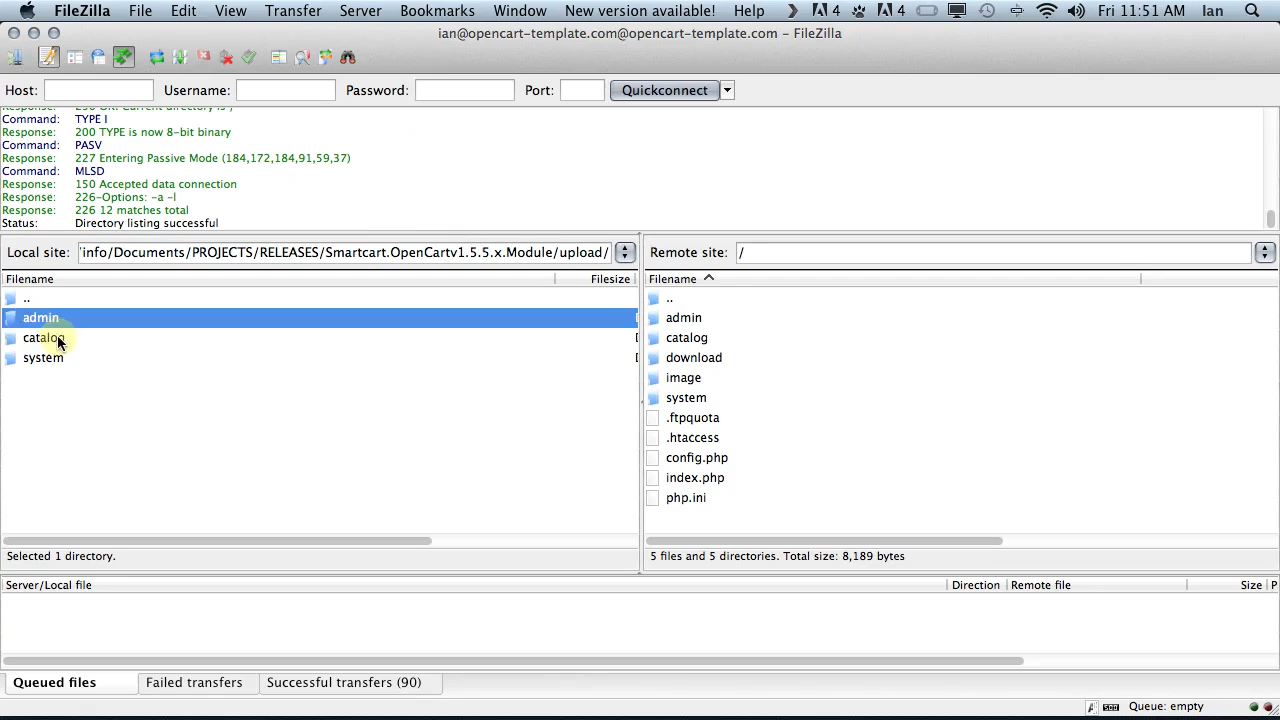 FileZilla File Edit View Transfer Server Bookmarks Window New version available! Help 4 4 Fri 11:51 AM Ian
ian@opencart-template.com@opencart-template.com - FileZilla
Host: Username: Password: Port: Quickconnect
Command: TYPE I
Response: 200 TYPE is now 8-bit binary
Command: PASV
Response: 227 Entering Passive Mode (184,172,184,91,59,37)
Command: MLSD
Response: 150 Accepted data connection
Response: 226-Options: -a -l
Response: 226 12 matches total
Status: Directory listing successful
Local site: 'info/Documents/PROJECTS/RELEASES/Smartcart.OpenCartv1.5.5.x.Module/upload/
Remote site: /
Filename Filesize
..
admin
catalog
system
Selected 1 directory.
Filename
..
admin
catalog
download
image
system
.ftpquota
.htaccess
config.php
index.php
php.ini
5 files and 5 directories. Total size: 8,189 bytes
Server/Local file Direction Remote file Size P
Queued files Failed transfers Successful transfers (90)
Queue: empty